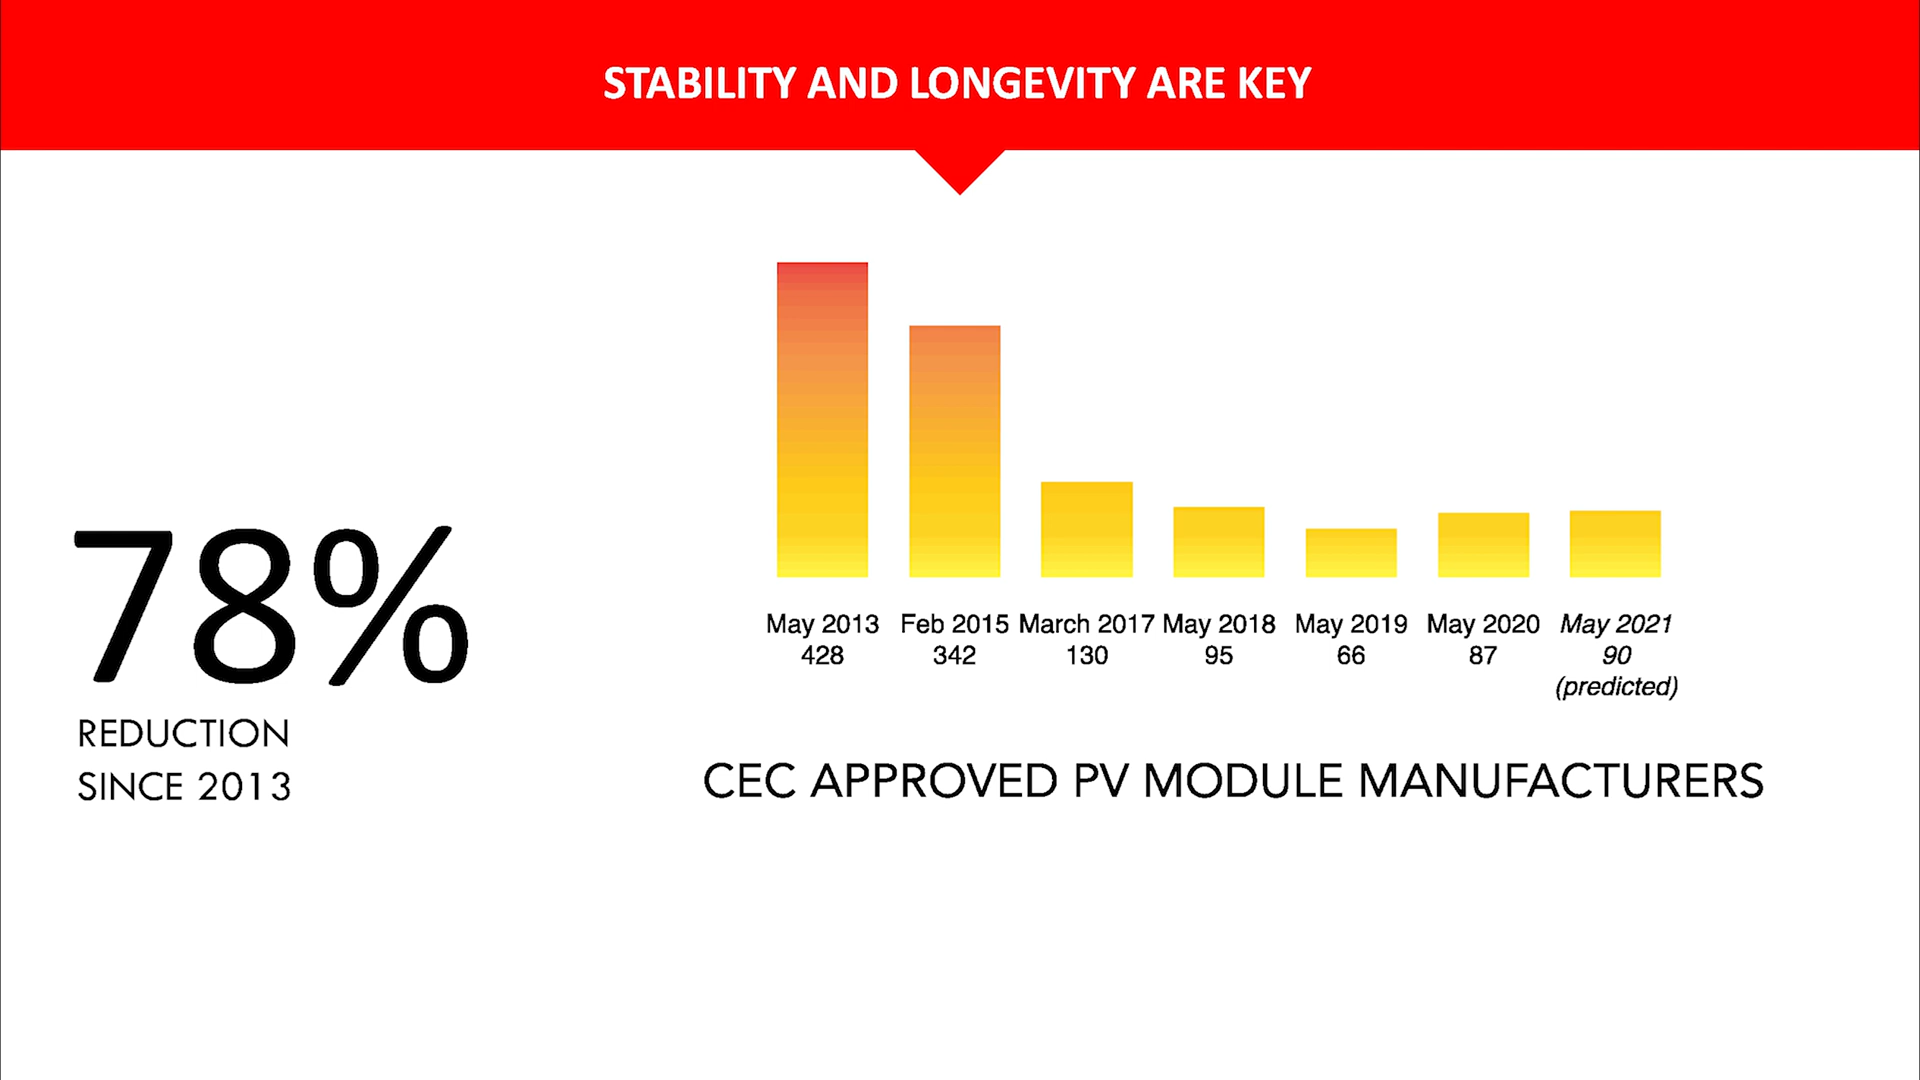 STABILITY AND LONGEVITY ARE KEY
78%
REDUCTION
SINCE 2013
May 2013 Feb 2015 March 2017 May 2018 May 2019 May 2020 May 2021
428 342 130 95 66 87 90
(predicted)
CEC APPROVED PV MODULE MANUFACTURERS